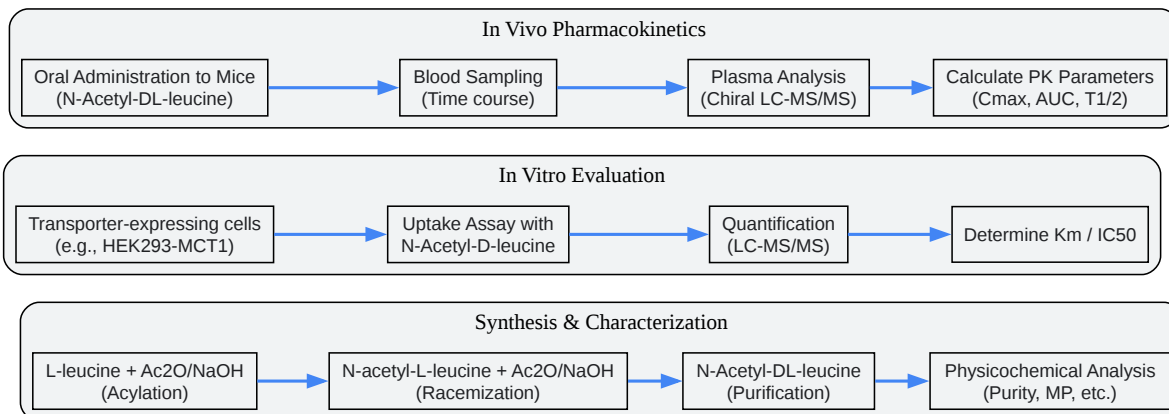 In Vivo Pharmacokinetics
Oral Administration to Mice
(N-Acetyl-DL-leucine)
Blood Sampling
(Time course)
Plasma Analysis
(Chiral LC-MS/MS)
Calculate PK Parameters
(Cmax, AUC, T1/2)
In Vitro Evaluation
Transporter-expressing cells
(e.g., HEK293-MCT1)
Uptake Assay with
N-Acetyl-D-leucine
Quantification
(LC-MS/MS)
Determine Km / IC50
Synthesis & Characterization
L-leucine + Ac2O/NaOH
(Acylation)
N-acetyl-L-leucine + Ac2O/NaOH
(Racemization)
N-Acetyl-DL-leucine
(Purification)
Physicochemical Analysis
(Purity, MP, etc.)